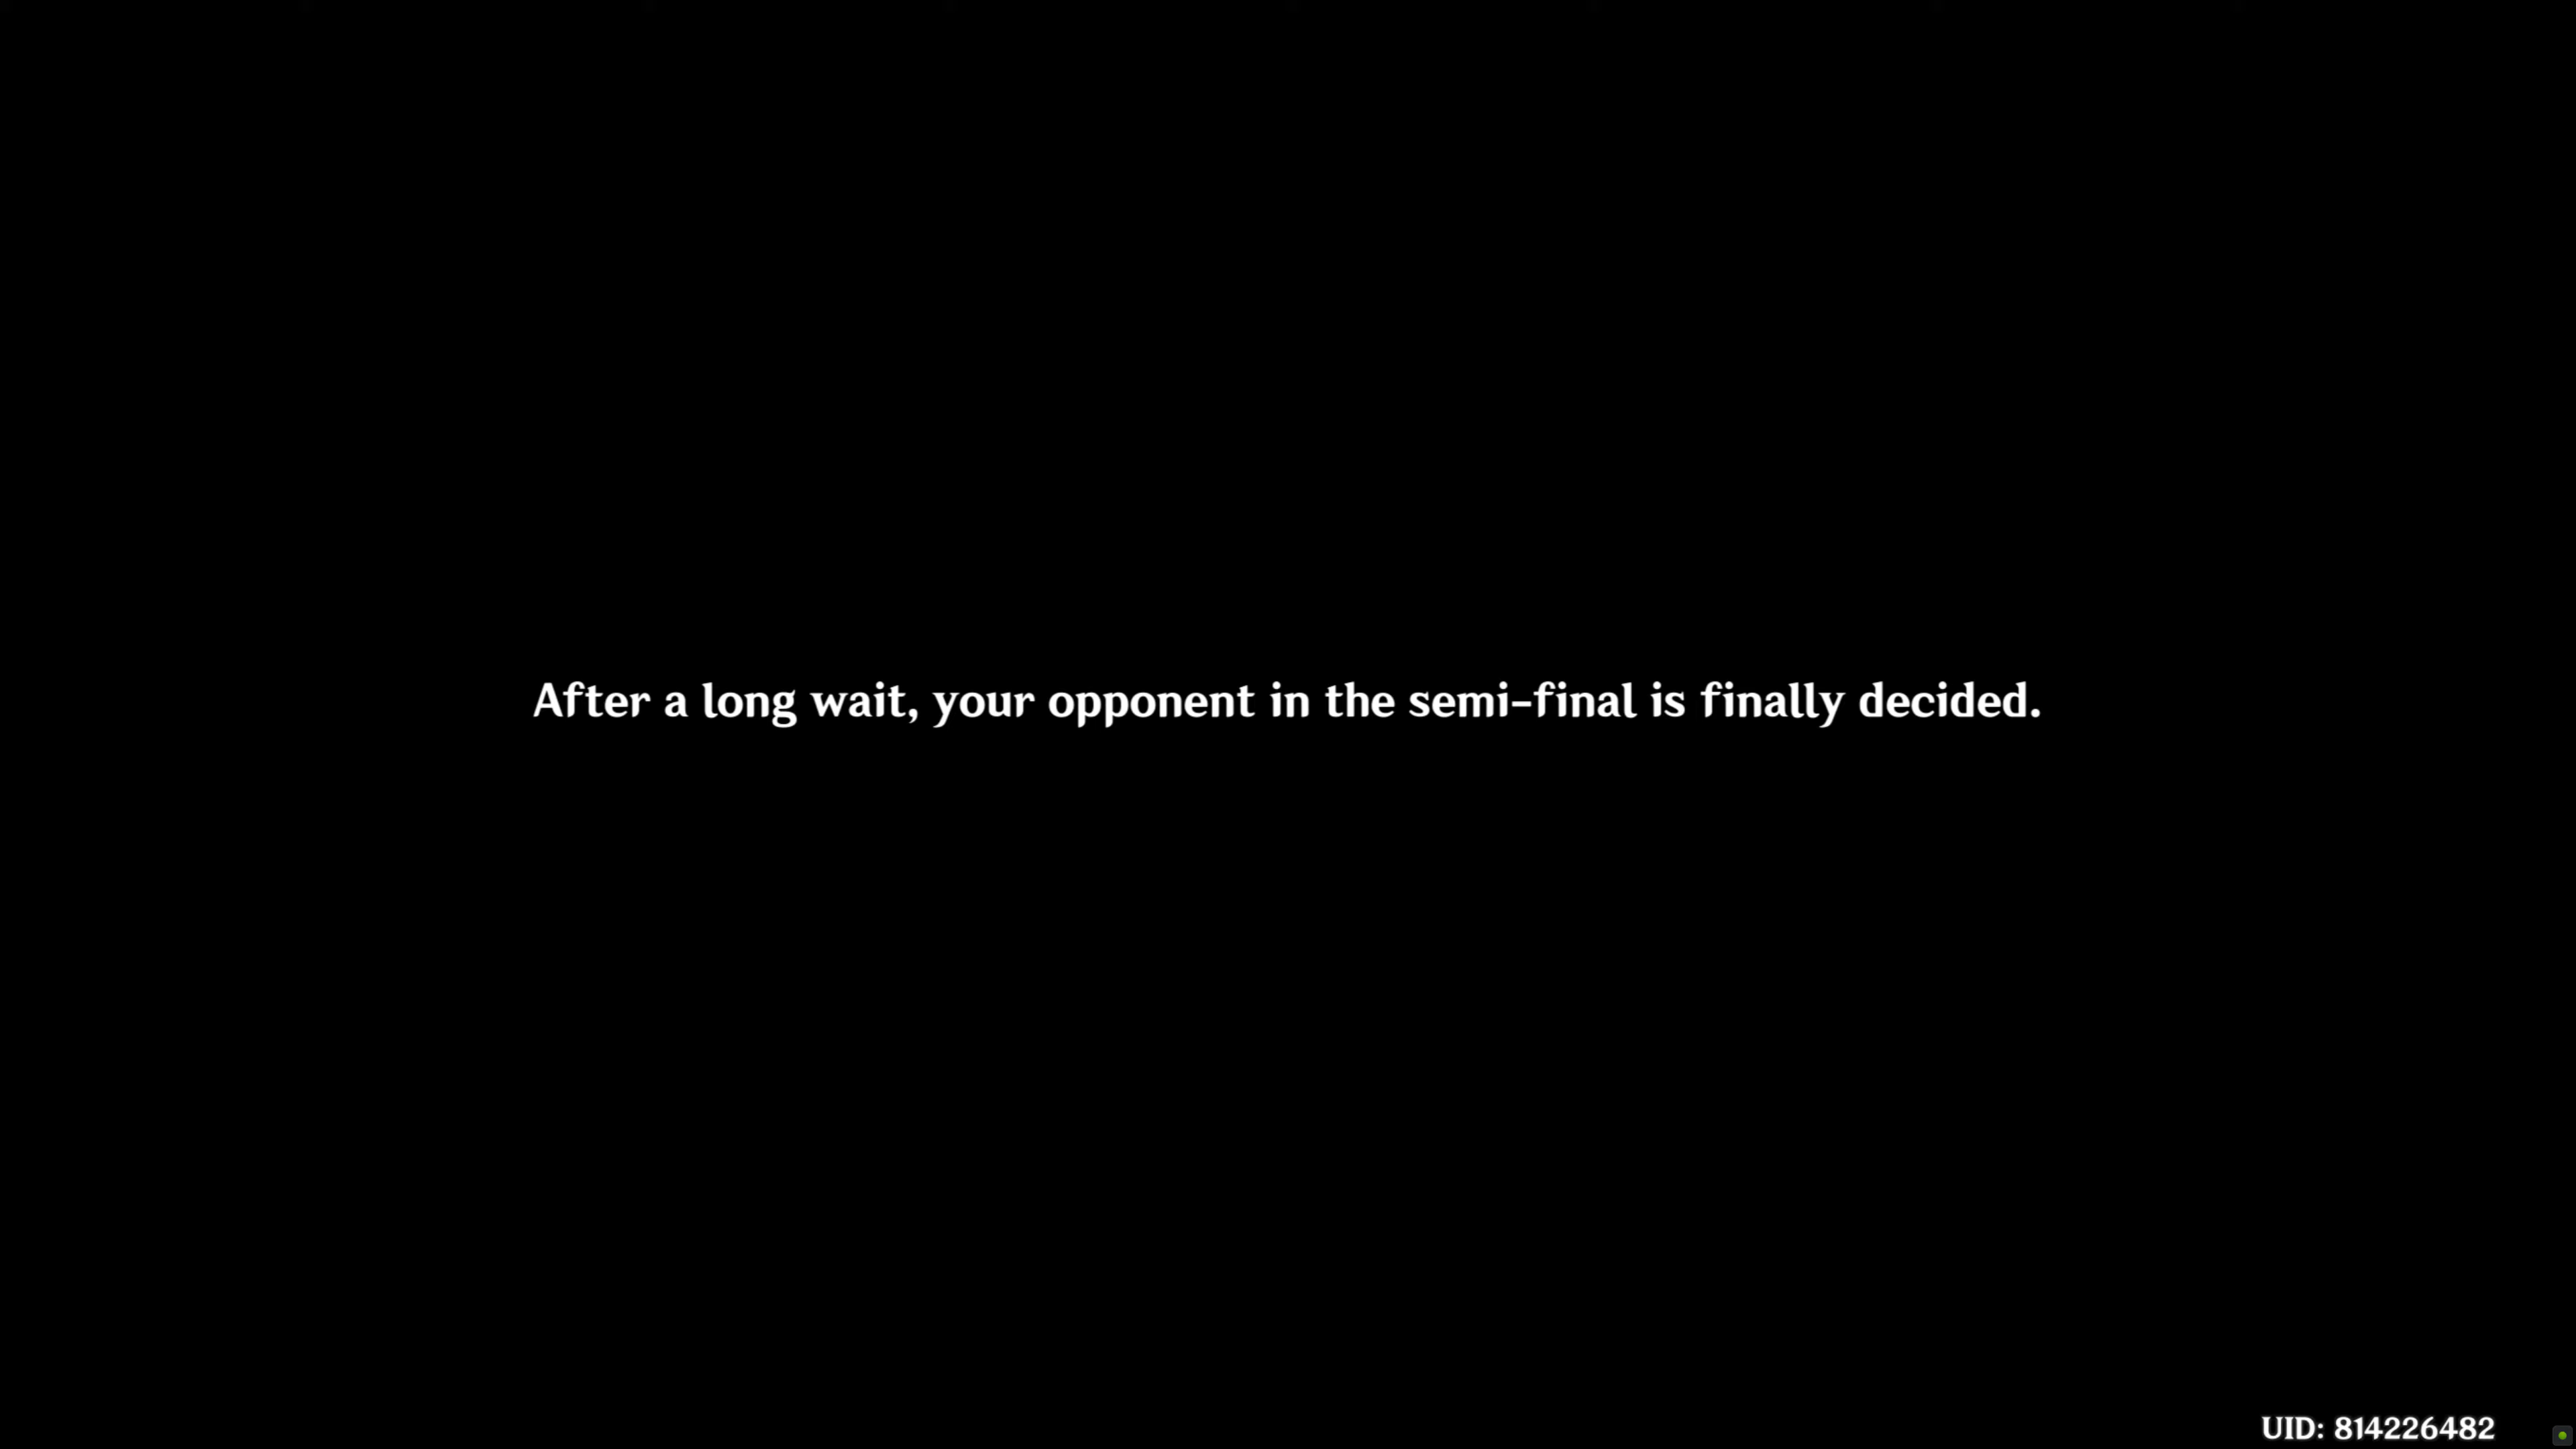 After a long wait, your opponent in the semi-final is finally decided.
UID: 814226482